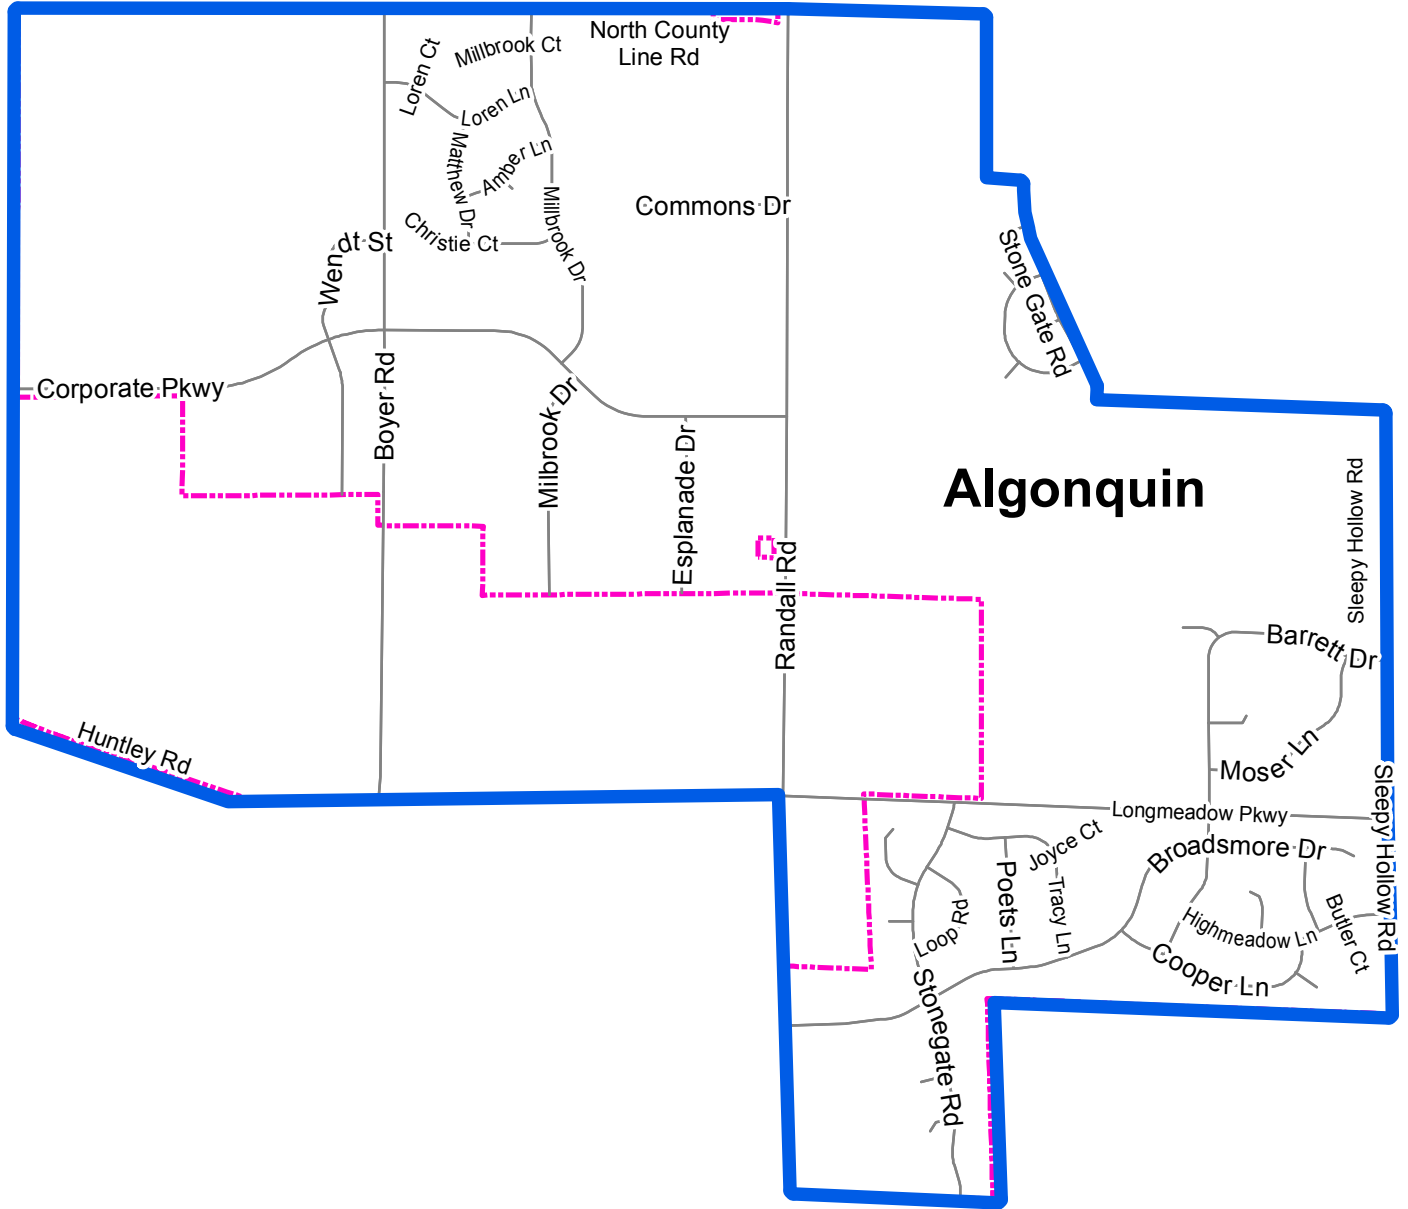 North County
Line Rd
Millbrook Ct
Loren Ct
Loren Ln
Matthew Dr
Amber Ln
Christie Ct
Millbrook Dr
Commons Dr
Wendt St
Stone Gate Rd
Corporate Pkwy
Boyer Rd
Milbrook Dr
Esplanade Dr
Algonquin
Sleepy Hollow Rd
Randall Rd
Barrett Dr
Huntley Rd
Moser Ln
Longmeadow Pkwy
Sleepy Hollow Rd
Joyce Ct
Broadsmore Dr
Poets Ln
Tracy Ln
Loop Rd
Highmeadow Ln
Butler Ct
Cooper Ln
Stonegate Rd